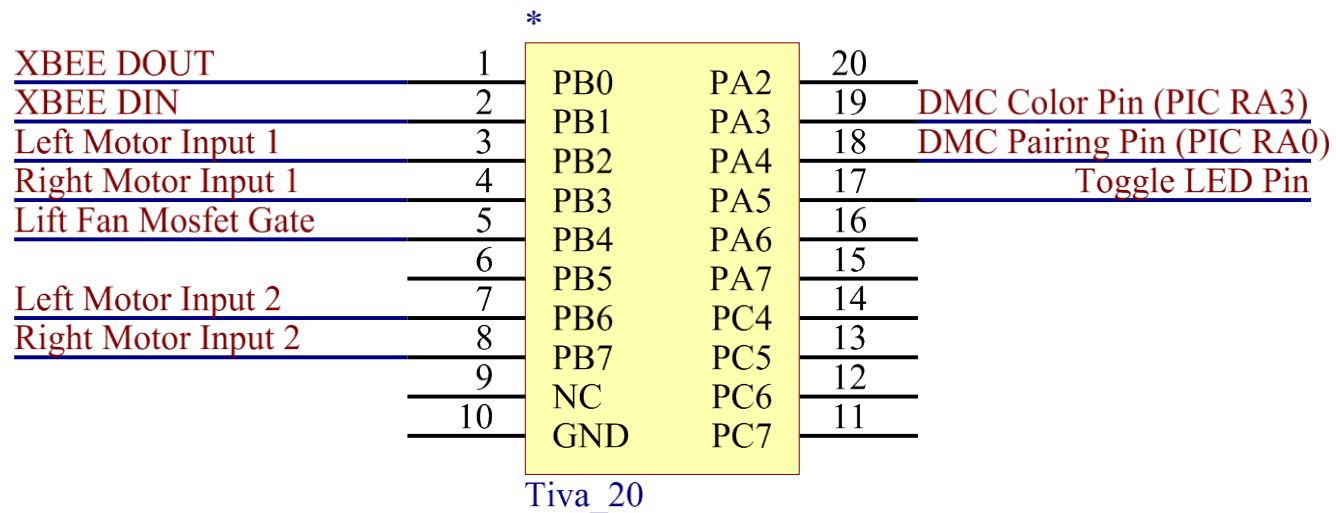 *
XBEE DOUT 1 PB0 PA2 20
XBEE DIN 2 PB1 PA3 19 DMC Color Pin (PIC RA3)
Left Motor Input 1 3 PB2 PA4 18 DMC Pairing Pin (PIC RA0)
Right Motor Input 1 4 PB3 PA5 17 Toggle LED Pin
Lift Fan Mosfet Gate 5 PB4 PA6 16
6 PB5 PA7 15
Left Motor Input 2 7 PB6 PC4 14
Right Motor Input 2 8 PB7 PC5 13
9 NC PC6 12
10 GND PC7 11
Tiva_20